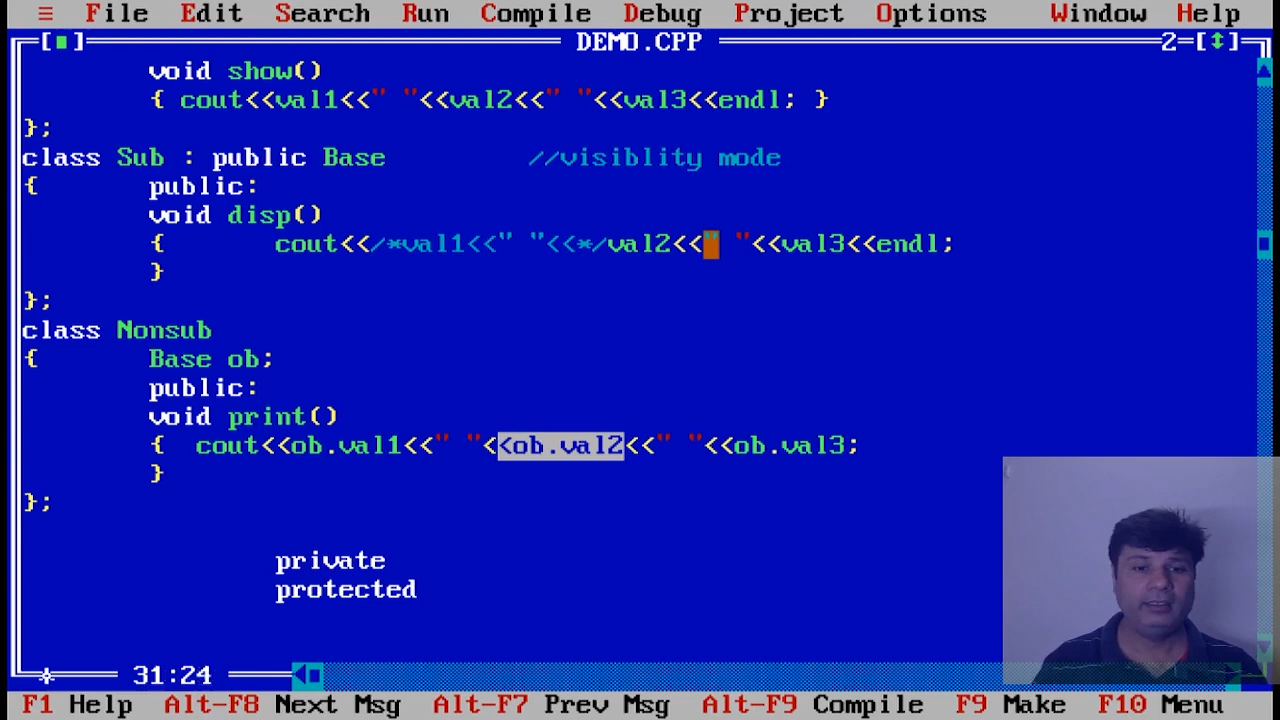 ≡ File Edit Search Run Compile Debug Project Options Window Help
[■] DEMO.CPP 2=[↕]
void show()
{ cout<<val1<<" "<<val2<<" "<<val3<<endl; }
};
class Sub : public Base //visiblity mode
{ public:
void disp()
{ cout<</*val1<<" "<<*/val2<<" "<<val3<<endl;
}
};
class Nonsub
{ Base ob;
public:
void print()
{ cout<<ob.val1<<" "<<ob.val2<<" "<<ob.val3;
}
};
private
protected
31:24
F1 Help Alt-F8 Next Msg Alt-F7 Prev Msg Alt-F9 Compile F9 Make F10 Menu